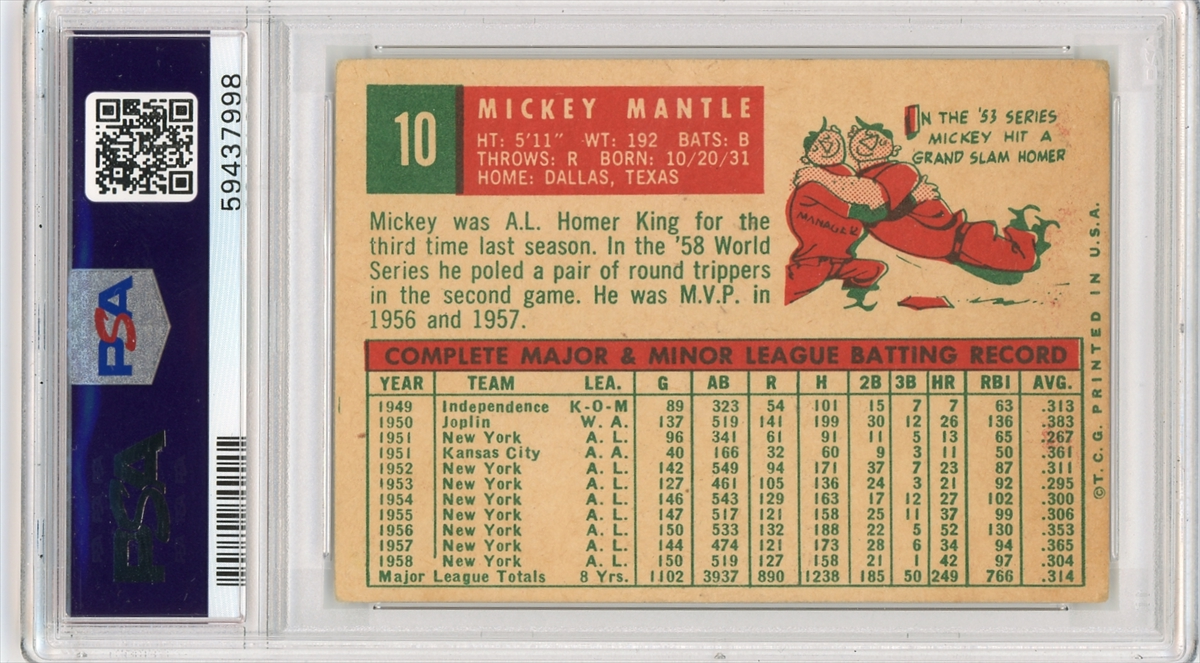 59437998
PSA
PSA
10
MICKEY MANTLE
HT: 5'11" WT: 192 BATS: B
THROWS: R BORN: 10/20/31
HOME: DALLAS, TEXAS
IN THE '53 SERIES
MICKEY HIT A
GRAND SLAM HOMER
MANAGER
Mickey was A.L. Homer King for the
third time last season. In the '58 World
Series he poled a pair of round trippers
in the second game. He was M.V.P. in
1956 and 1957.
COMPLETE MAJOR & MINOR LEAGUE BATTING RECORD
YEAR TEAM LEA. G AB R H 2B 3B HR RBI AVG.
1949 Independence K-O-M 89 323 54 101 15 7 7 63 .313
1950 Joplin W. A. 137 519 141 199 30 12 26 136 .383
1951 New York A. L. 96 341 61 91 11 5 13 65 .267
1951 Kansas City A. A. 40 166 32 60 9 3 11 50 .361
1952 New York A. L. 142 549 94 171 37 7 23 87 .311
1953 New York A. L. 127 461 105 136 24 3 21 92 .295
1954 New York A. L. 146 543 129 163 17 12 27 102 .300
1955 New York A. L. 147 517 121 158 25 11 37 99 .306
1956 New York A. L. 150 533 132 188 22 5 52 130 .353
1957 New York A. L. 144 474 121 173 28 6 34 94 .365
1958 New York A. L. 150 519 127 158 21 1 42 97 .304
Major League Totals 8 Yrs. 1102 3937 890 1238 185 50 249 766 .314
©T. C. G. PRINTED IN U.S.A.